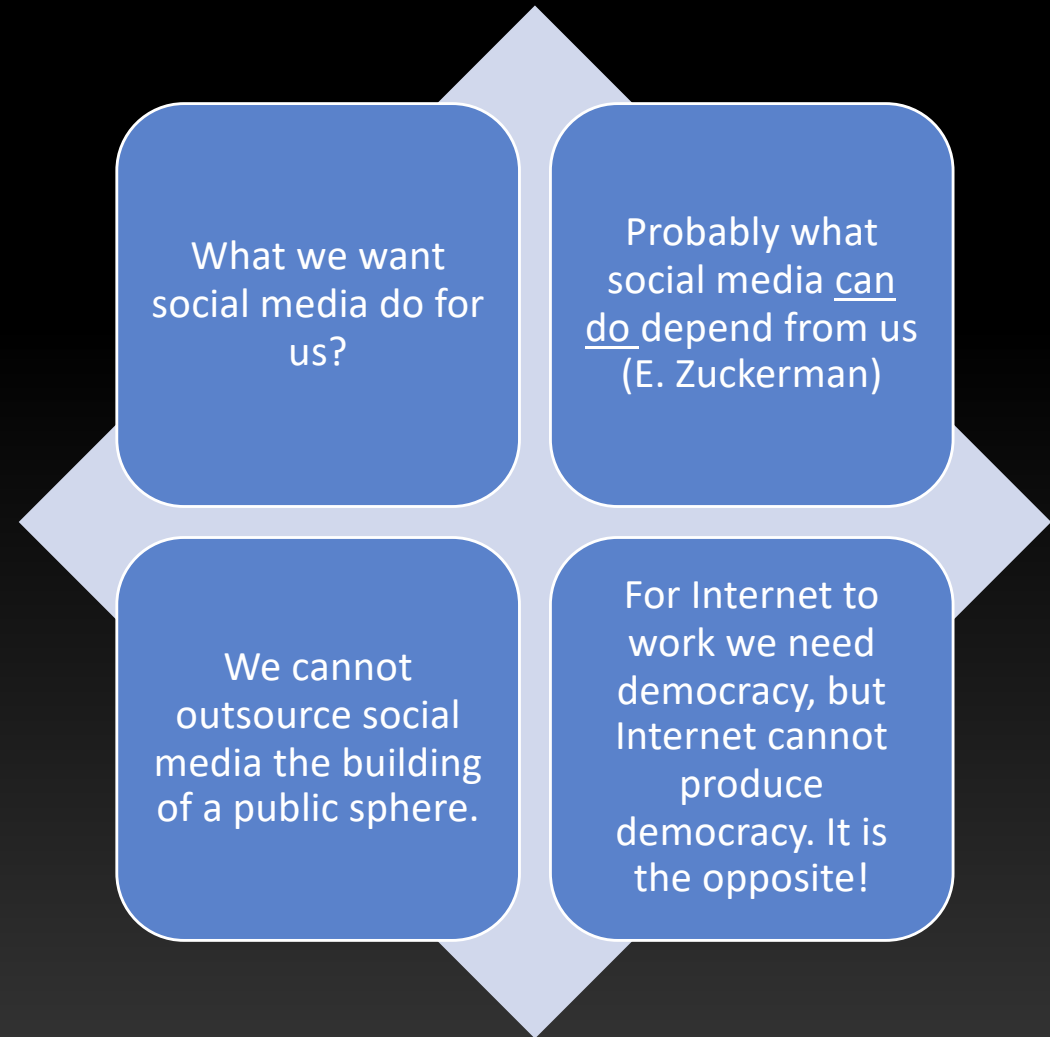 What we want
social media do for
us?
Probably what
social media can
do depend from us
(E. Zuckerman)
We cannot
outsource social
media the building
of a public sphere.
For Internet to
work we need
democracy, but
Internet cannot
produce
democracy. It is
the opposite!